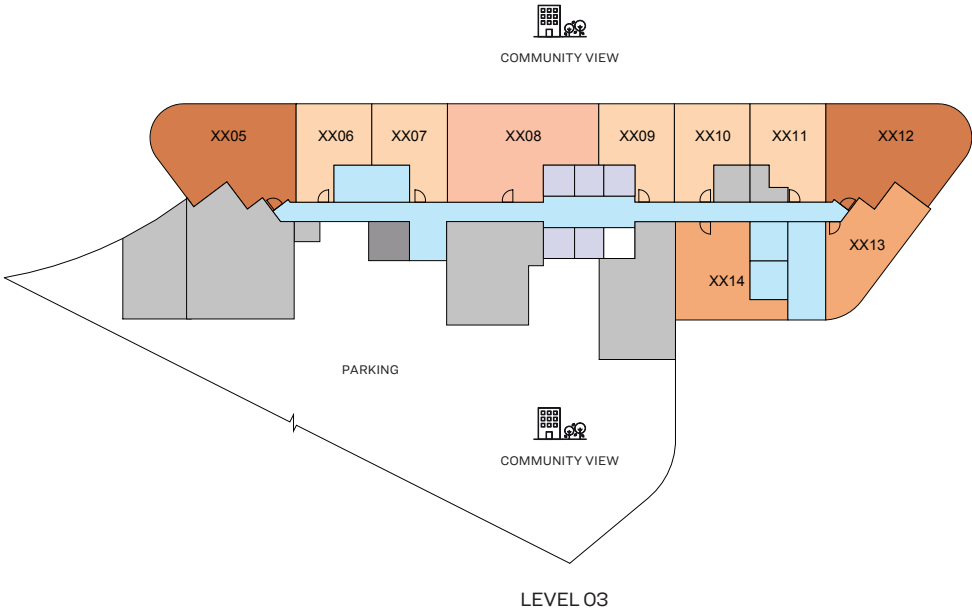 COMMUNITY VIEW
XX05
XX06
XX07
XX08
XX09
XX10
XX11
XX12
XX13
XX14
PARKING
COMMUNITY VIEW
LEVEL 03